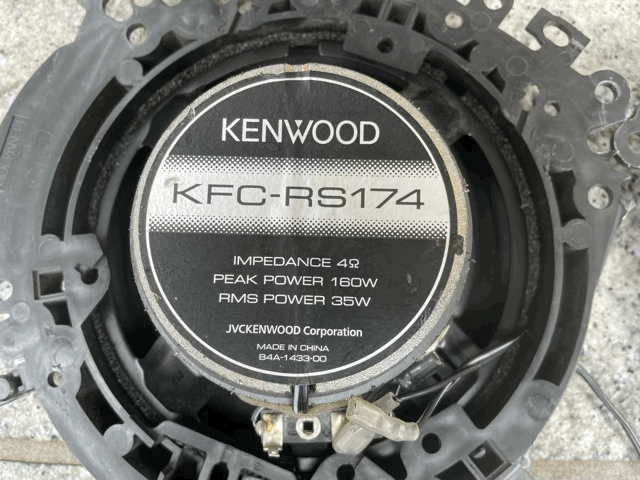 KENWOOD
KFC-RS174
IMPEDANCE 4Ω
PEAK POWER 160W
RMS POWER 35W
JVCKENWOOD Corporation
MADE IN CHINA
B4A-1433-00